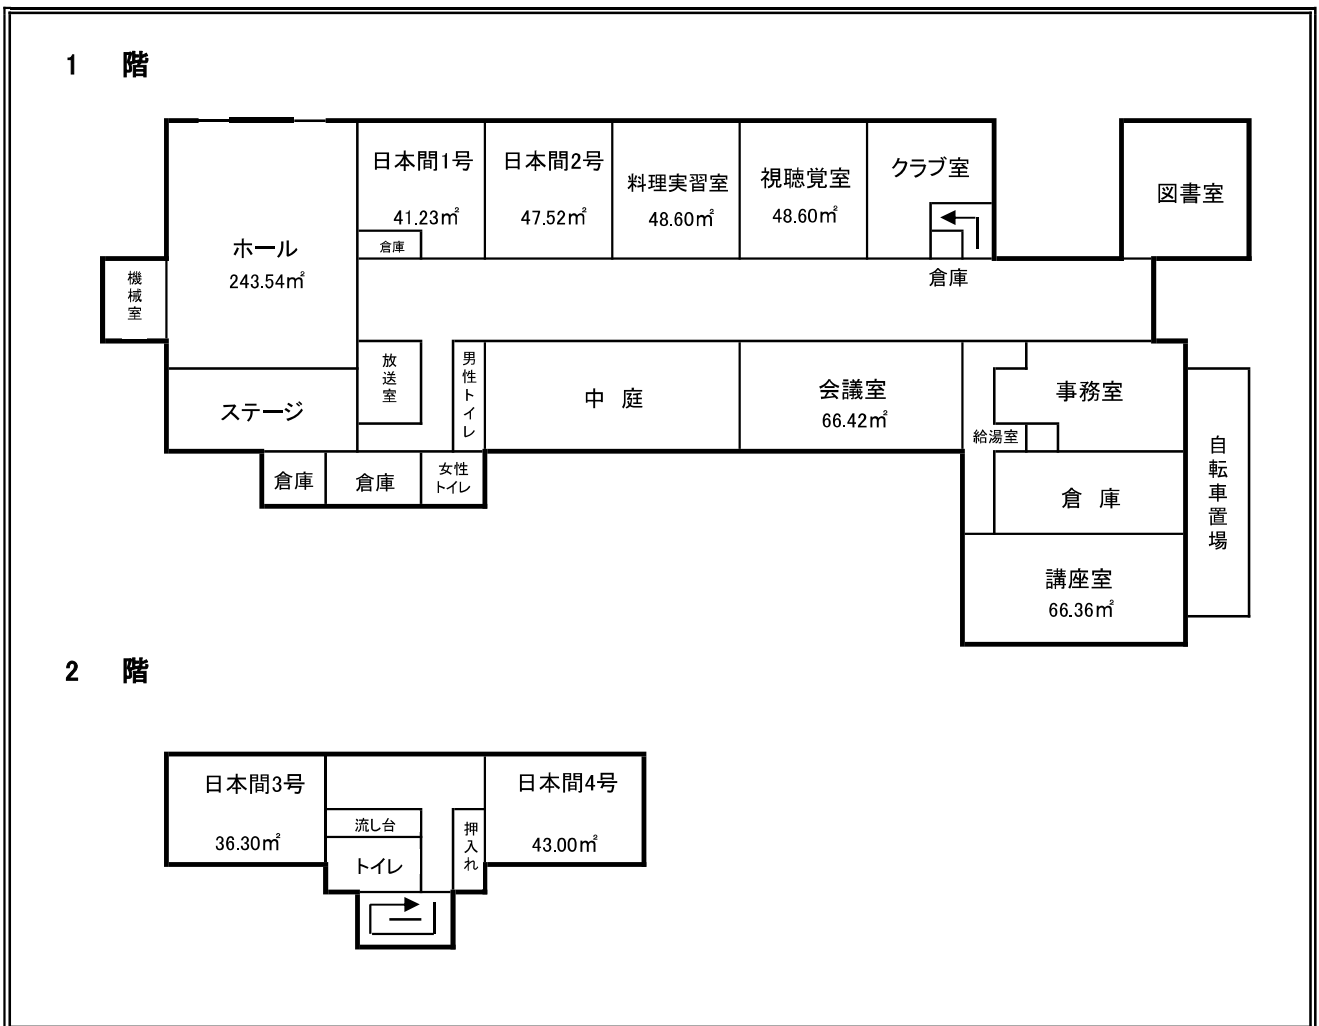 1 階
日本間1号
41.23㎡
倉庫
日本間2号
47.52㎡
料理実習室
48.60㎡
視聴覚室
48.60㎡
クラブ室
倉庫
図書室
ホール
243.54㎡
機械室
ステージ
放送室
男性トイレ
中 庭
会議室
66.42㎡
給湯室
事務室
倉庫
倉庫
女性
トイレ
倉 庫
自転車置場
講座室
66.36㎡
2 階
日本間3号
36.30㎡
流し台
トイレ
押入れ
日本間4号
43.00㎡